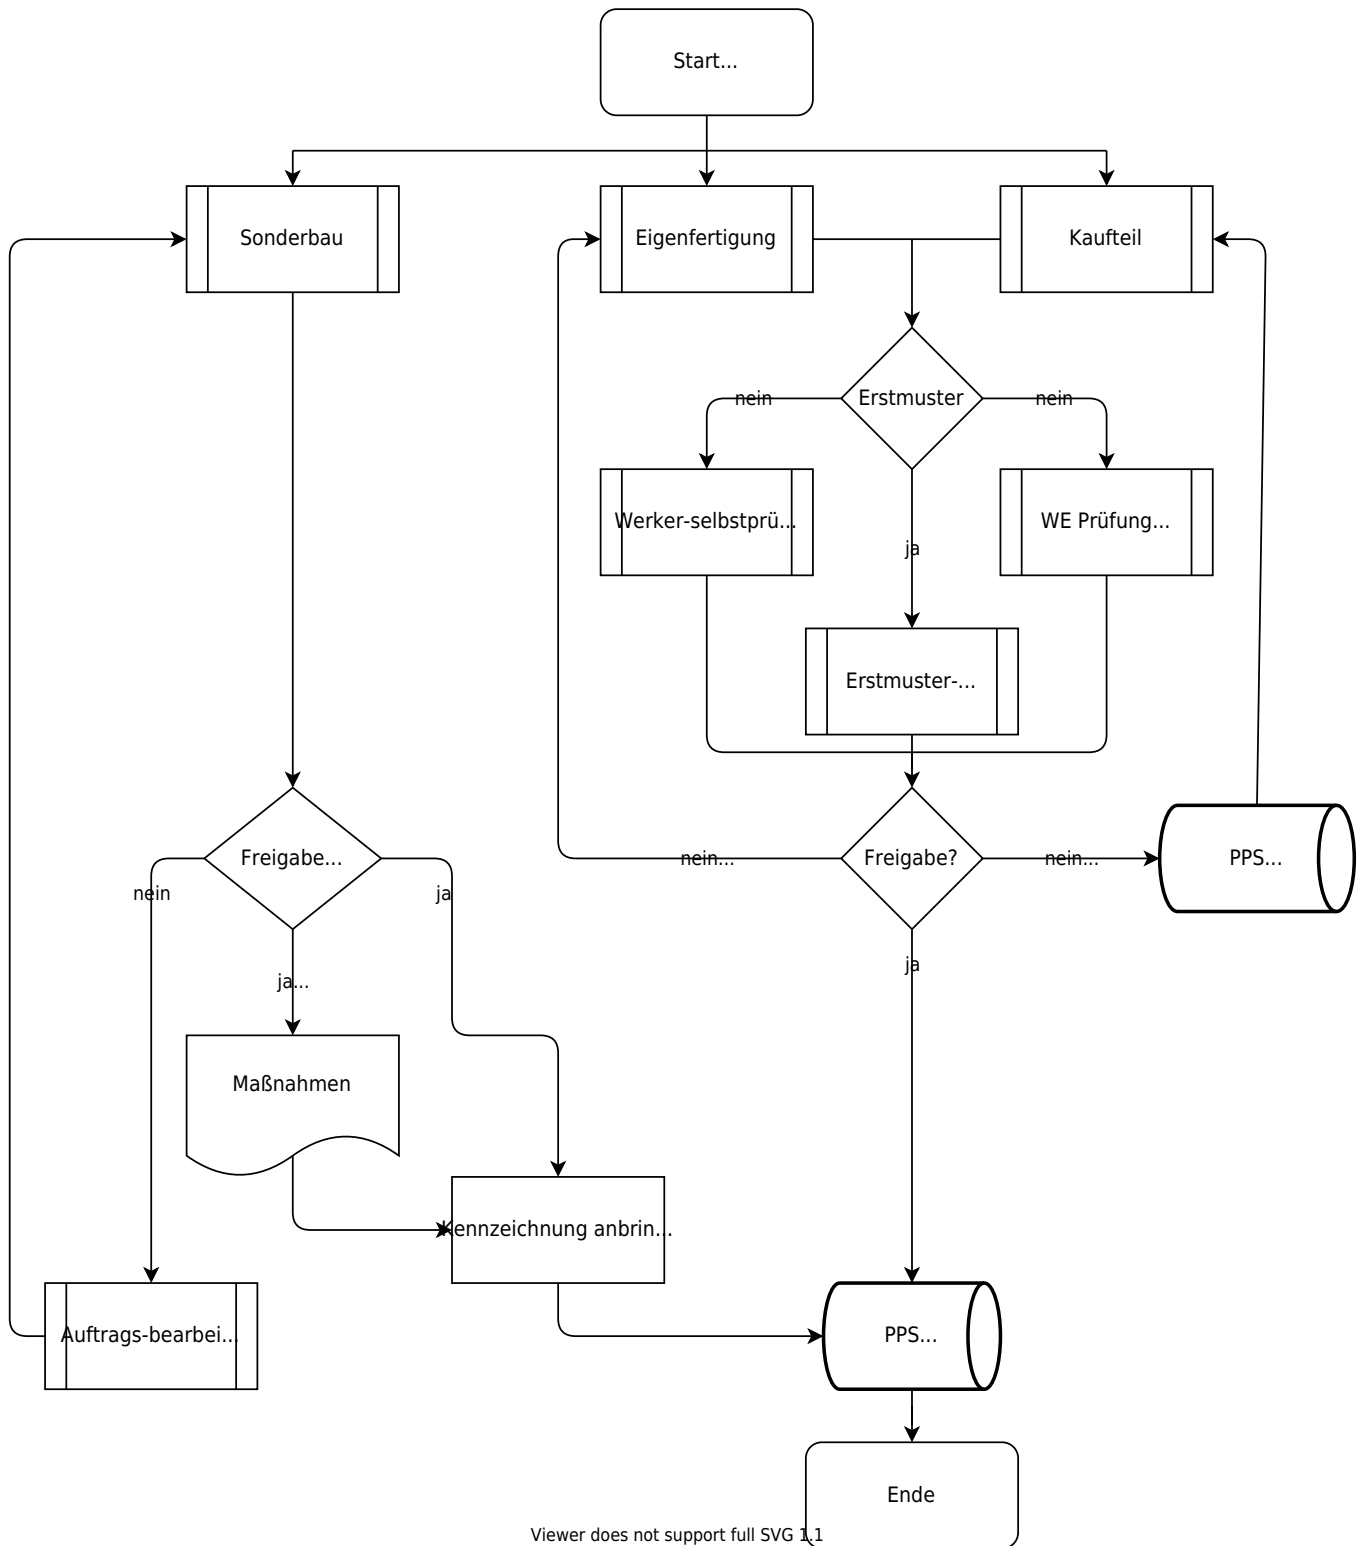 Start...
Sonderbau
Eigenfertigung
Kaufteil
nein
Erstmuster
nein
Werker-selbstprü...
WE Prüfung...
ja
Erstmuster-...
Freigabe...
nein...
Freigabe?
nein...
PPS...
nein
ja
ja
ja...
Maßnahmen
Kennzeichnung anbrin...
Auftrags-bearbei...
PPS...
Ende
Viewer does not support full SVG 1.1